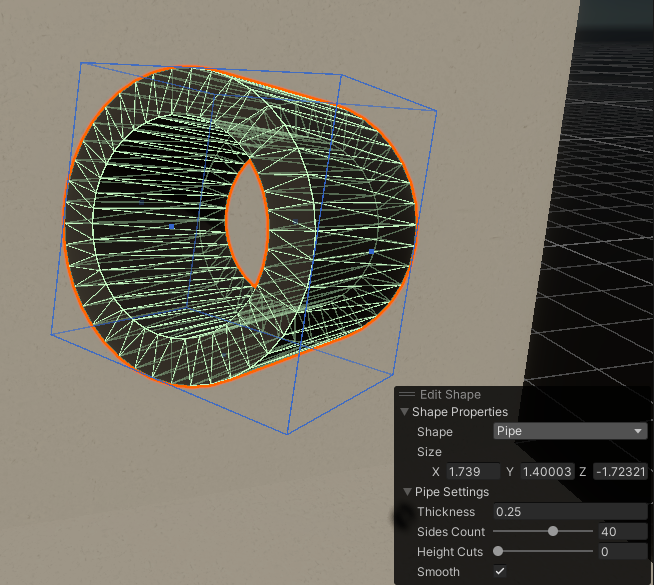 Edit Shape
Shape Properties
Shape Pipe
Size
X 1.739 Y 1.40003 Z -1.72321
Pipe Settings
Thickness 0.25
Sides Count 40
Height Cuts 0
Smooth